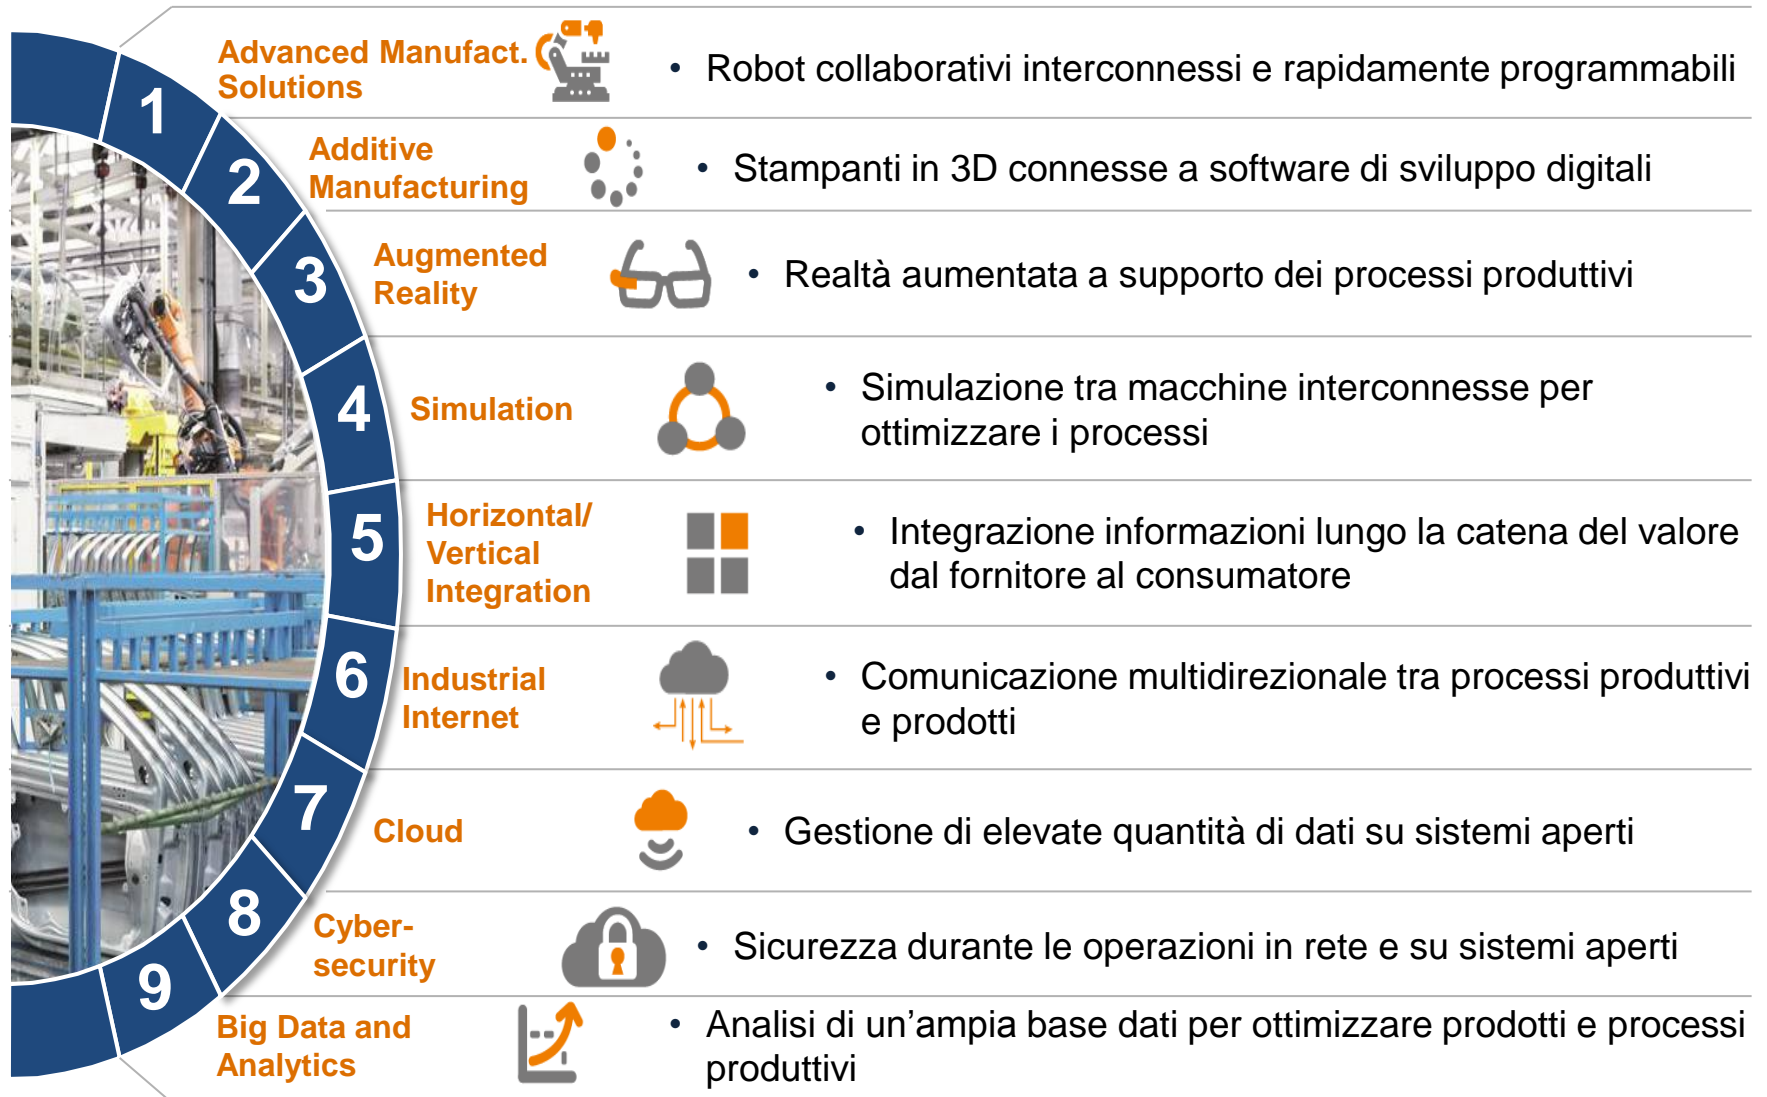 1
Advanced Manufact.
Solutions
• Robot collaborativi interconnessi e rapidamente programmabili
2
Additive
Manufacturing
• Stampanti in 3D connesse a software di sviluppo digitali
3
Augmented
Reality
• Realtà aumentata a supporto dei processi produttivi
4
Simulation
• Simulazione tra macchine interconnesse per
ottimizzare i processi
5
Horizontal/
Vertical
Integration
• Integrazione informazioni lungo la catena del valore
dal fornitore al consumatore
6
Industrial
Internet
• Comunicazione multidirezionale tra processi produttivi
e prodotti
7
Cloud
• Gestione di elevate quantità di dati su sistemi aperti
8
Cyber-
security
• Sicurezza durante le operazioni in rete e su sistemi aperti
9
Big Data and
Analytics
• Analisi di un’ampia base dati per ottimizzare prodotti e processi
produttivi